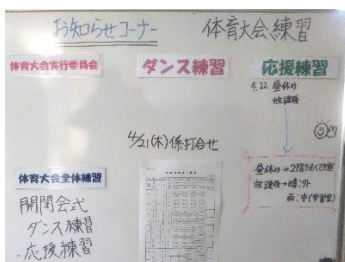 お知らせコーナー
体育大会練習
体育大会実行委員会
ダンス練習
応援練習
4.22 昼休み
放課後
4/21(木)係打合せ
体育大会全体練習
開閉会式
ダンス練習
応援練習
昼休み→2階
放課後→晴:外
雨:中(学習室)